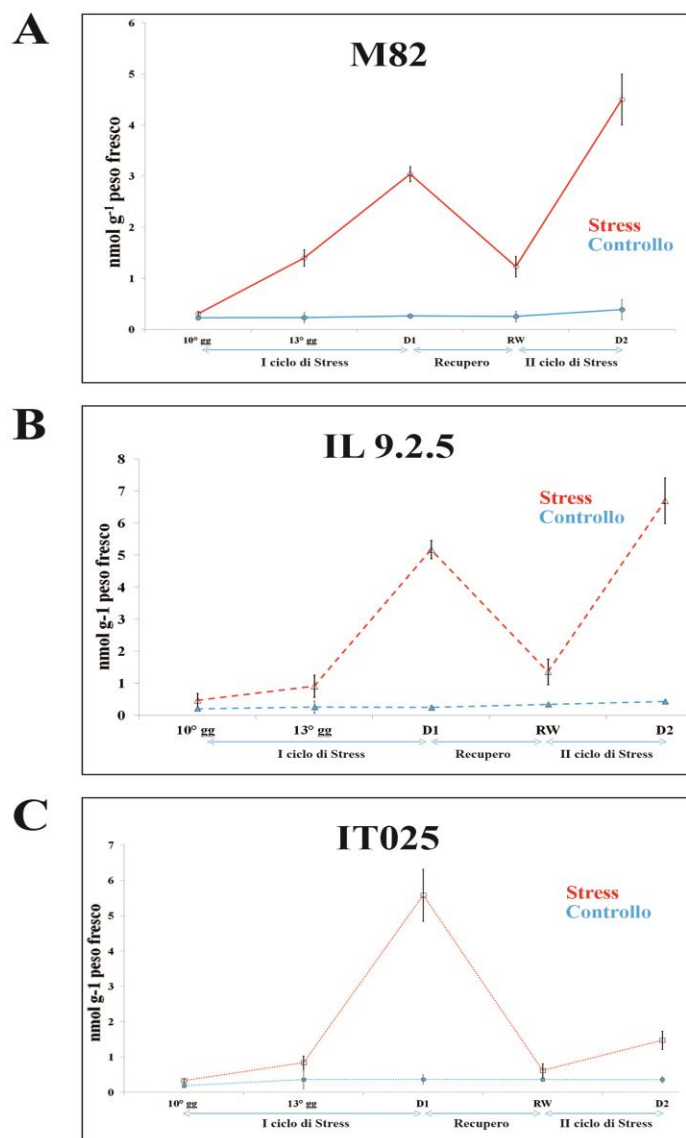 A
M82
6
5
4
3
2
1
0
nmol g-1 peso fresco
Stress
Controllo
10° gg 13° gg D1 RW D2
I ciclo di Stress Recupero II ciclo di Stress
B
IL 9.2.5
8
7
6
5
4
3
2
1
0
nmol g-1 peso fresco
Stress
Controllo
10° gg 13° gg D1 RW D2
I ciclo di Stress Recupero II ciclo di Stress
C
IT025
7
6
5
4
3
2
1
0
nmol g-1 peso fresco
Stress
Controllo
10° gg 13° gg D1 RW D2
I ciclo di Stress Recupero II ciclo di Stress